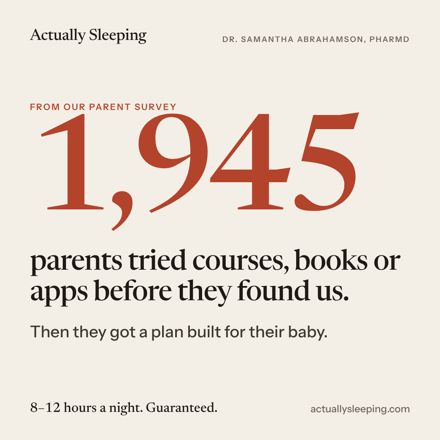 Actually Sleeping
DR. SAMANTHA ABRAHAMSON, PHARMD
FROM OUR PARENT SURVEY
1,945
parents tried courses, books or
apps before they found us.
Then they got a plan built for their baby.
8–12 hours a night. Guaranteed.
actuallysleeping.com